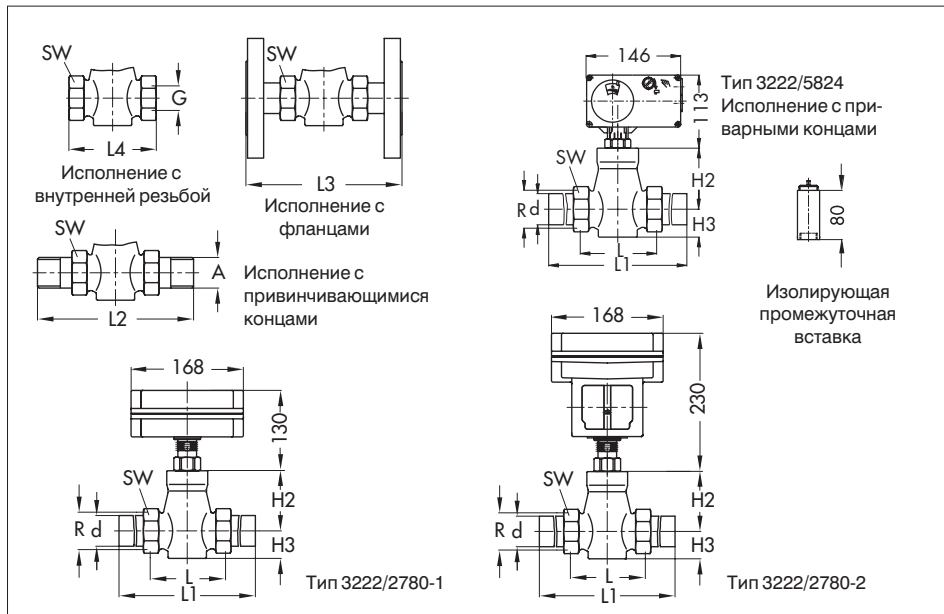 SW
G
L4
Исполнение с
внутренней резьбой
SW
L3
Исполнение с
фланцами
146
113
Тип 3222/5824
Исполнение с при-
варными концами
SW
H2
R d
H3
L
L1
80
Изолирующая
промежуточная
вставка
SW
A
L2
Исполнение с
привинчивающимися
концами
168
130
SW
H2
R d
H3
L
L1
Тип 3222/2780-1
168
230
SW
H2
R d
H3
L
L1
Тип 3222/2780-2